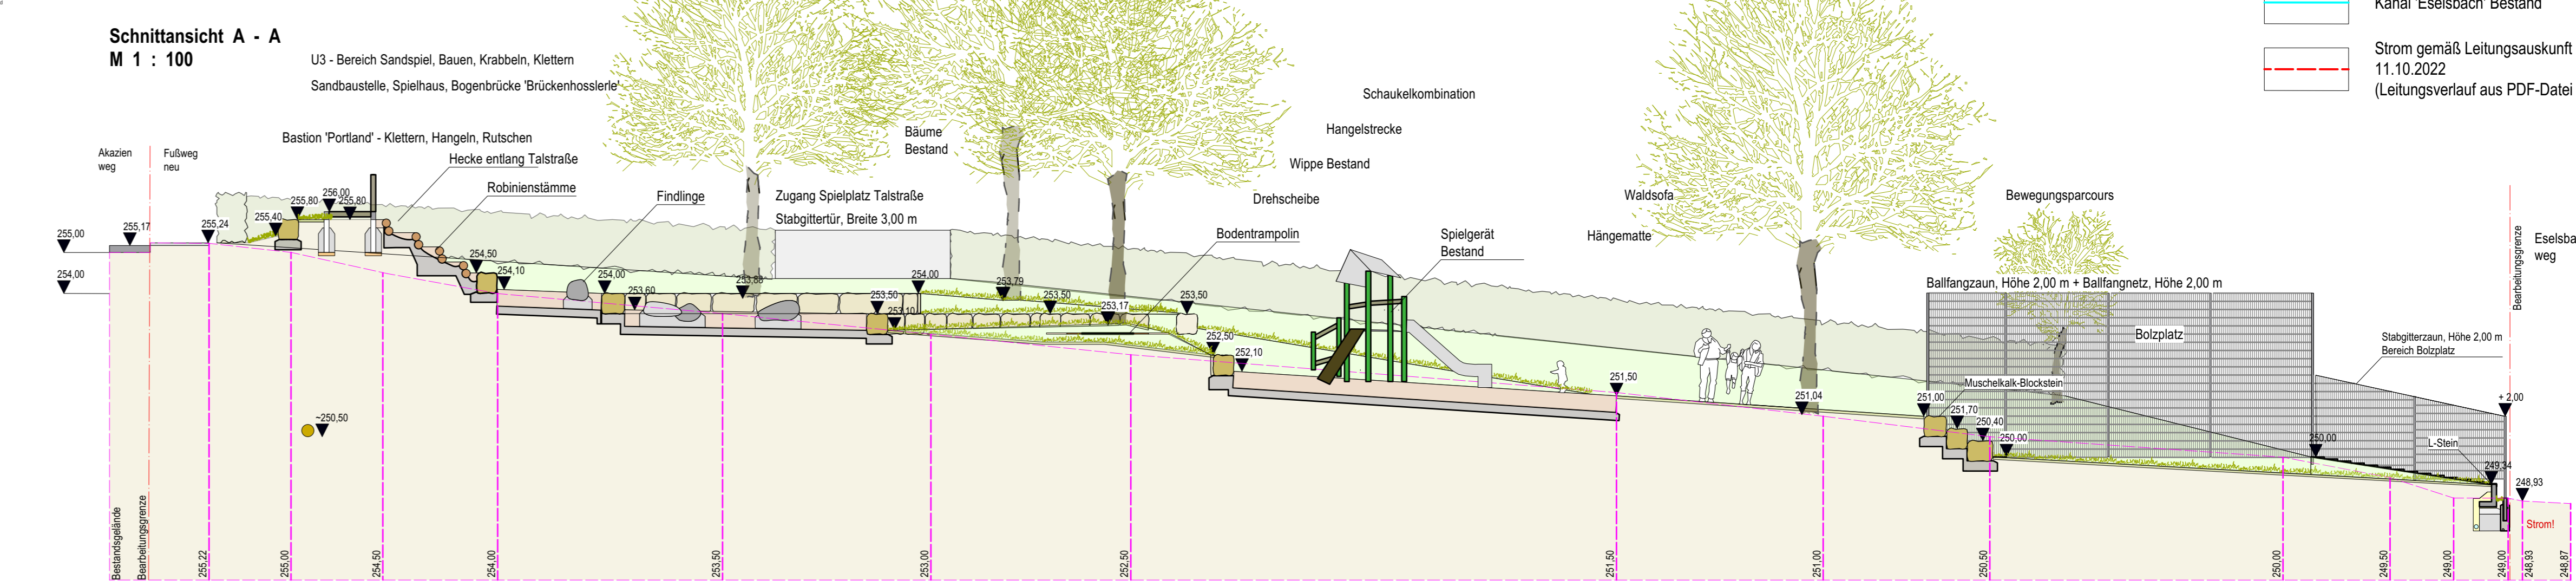 Schnittansicht A - A
M 1 : 100
U3 - Bereich Sandspiel, Bauen, Krabbeln, Klettern
Sandbaustelle, Spielhaus, Bogenbrücke 'Brückenhosslerle'
Bastion 'Portland' - Klettern, Hangeln, Rutschen
Akazien
weg
Fußweg
neu
Hecke entlang Talstraße
Robinienstämme
Findlinge
Bäume
Bestand
Zugang Spielplatz Talstraße
Stabgittertür, Breite 3,00 m
Schaukelkombination
Hangelstrecke
Wippe Bestand
Drehscheibe
Bodentrampolin
Spielgerät
Bestand
Waldsofa
Hängematte
Bewegungsparcours
Ballfangzaun, Höhe 2,00 m + Ballfangnetz, Höhe 2,00 m
Bolzplatz
Stabgitterzaun, Höhe 2,00 m
Bereich Bolzplatz
Muschelkalk-Blockstein
L-Stein
Bearbeitungsgrenze
Eselsba
weg
Kanal 'Eselsbach' Bestand
Strom gemäß Leitungsauskunft
11.10.2022
(Leitungsverlauf aus PDF-Datei
255,00
254,00
255,17
255,24
255,40
255,80
256,00
255,80
254,50
254,10
254,00
253,60
253,88
253,50
253,10
254,00
253,79
253,50
253,17
253,50
252,50
252,10
251,50
251,04
251,00
251,70
250,40
250,00
250,00
+ 2,00
249,34
248,93
Strom!
~250,50
Bestandsgelände
Bearbeitungsgrenze
255,22
255,00
254,50
254,00
253,50
253,00
252,50
251,50
251,00
250,50
250,00
249,50
249,00
249,00
248,93
248,87